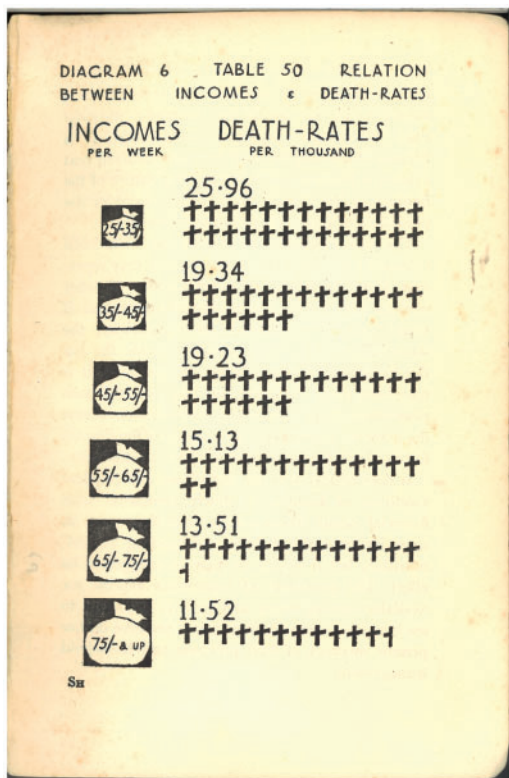 DIAGRAM 6 TABLE 50 RELATION
BETWEEN INCOMES & DEATH-RATES
INCOMES DEATH-RATES
PER WEEK PER THOUSAND
25·96
25/-35/-
19·34
35/-45/-
19·23
45/-55/-
15·13
55/-65/-
13·51
65/-75/-
11·52
75/- & UP
SH